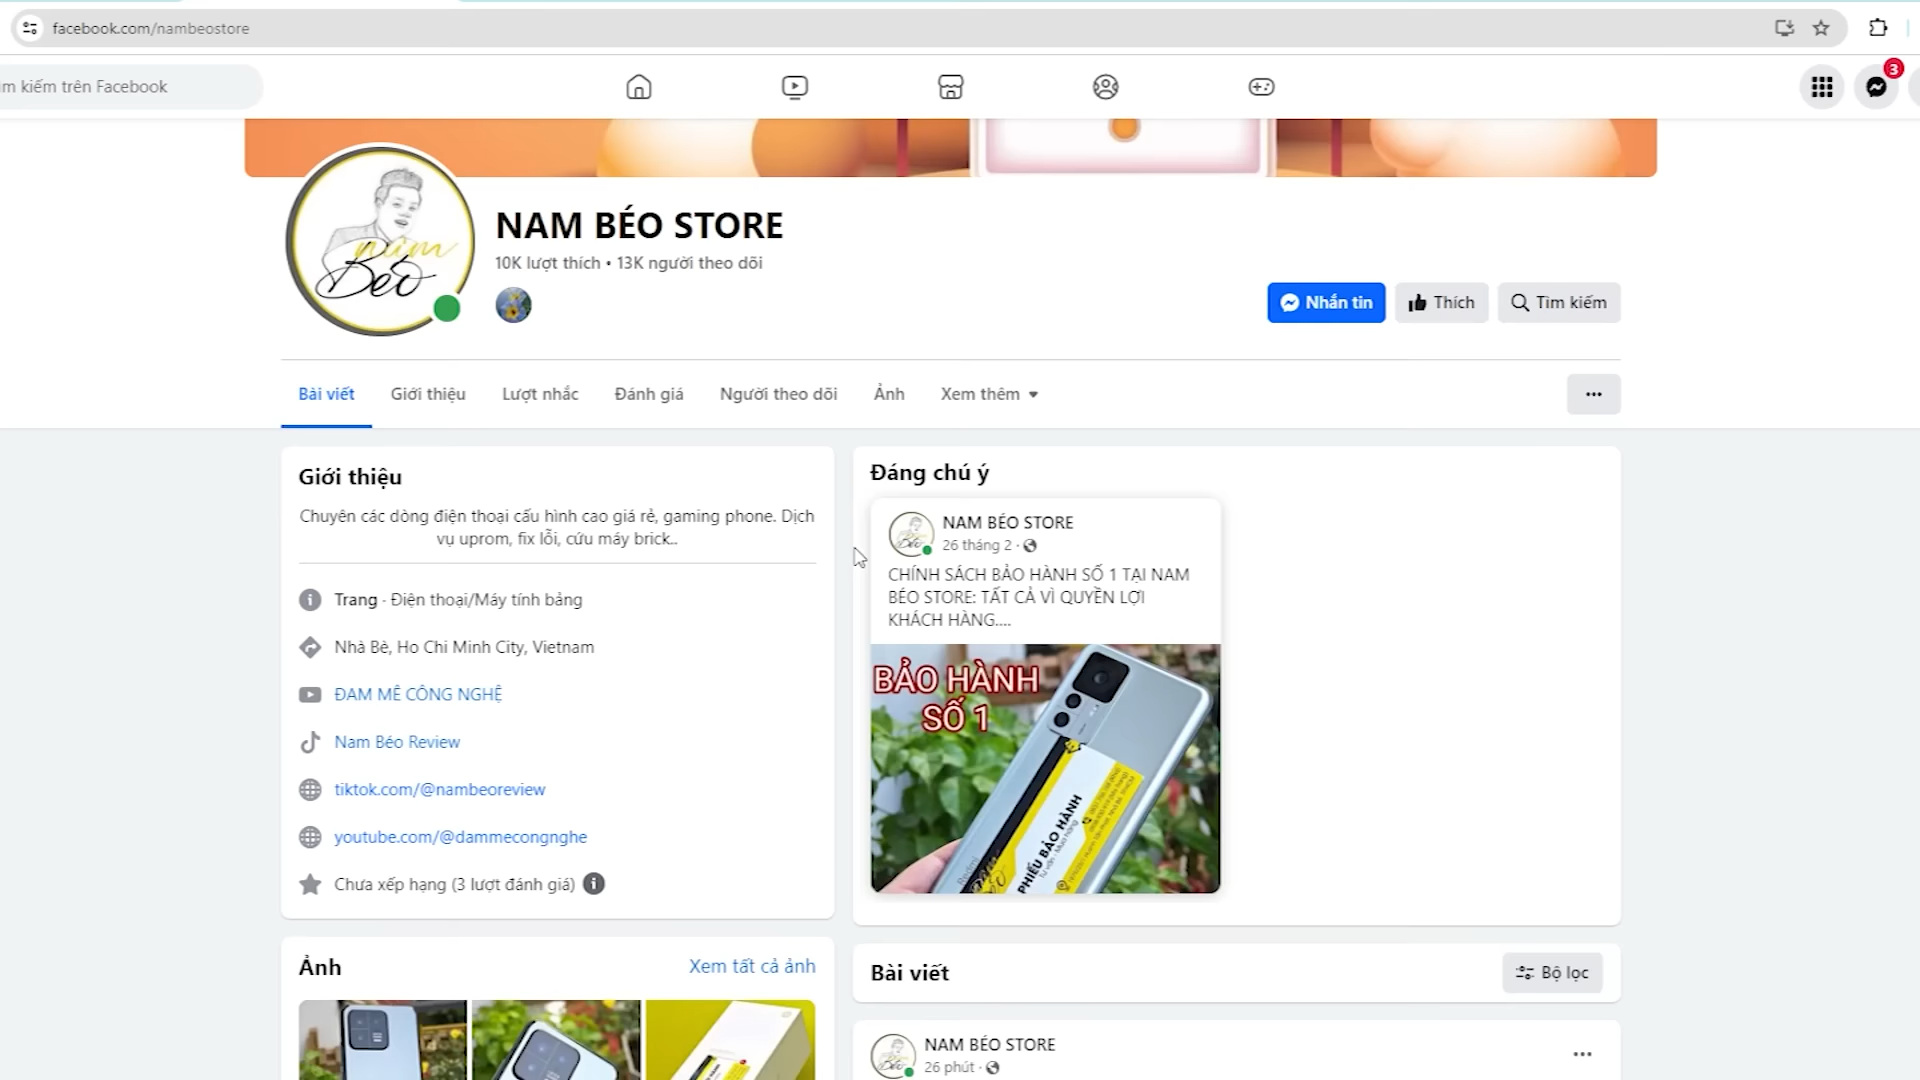 facebook.com/nambeostore
ìm kiếm trên Facebook
3
NAM BÉO STORE
10K lượt thích • 13K người theo dõi
nam
Béo
Nhắn tin
Thích
Tìm kiếm
Bài viết
Giới thiệu
Lượt nhắc
Đánh giá
Người theo dõi
Ảnh
Xem thêm
Giới thiệu
Chuyên các dòng điện thoại cấu hình cao giá rẻ, gaming phone. Dịch
vụ uprom, fix lỗi, cứu máy brick..
Trang · Điện thoại/Máy tính bảng
Nhà Bè, Ho Chi Minh City, Vietnam
ĐAM MÊ CÔNG NGHỆ
Nam Béo Review
tiktok.com/@nambeoreview
youtube.com/@dammecongnghe
Chưa xếp hạng (3 lượt đánh giá)
Ảnh
Xem tất cả ảnh
Đáng chú ý
NAM BÉO STORE
26 tháng 2 ·
CHÍNH SÁCH BẢO HÀNH SỐ 1 TẠI NAM
BÉO STORE: TẤT CẢ VÌ QUYỀN LỢI
KHÁCH HÀNG....
BẢO HÀNH
SỐ 1
Redmi
PHIẾU BẢO HÀNH
Bài viết
Bộ lọc
NAM BÉO STORE
26 phút ·